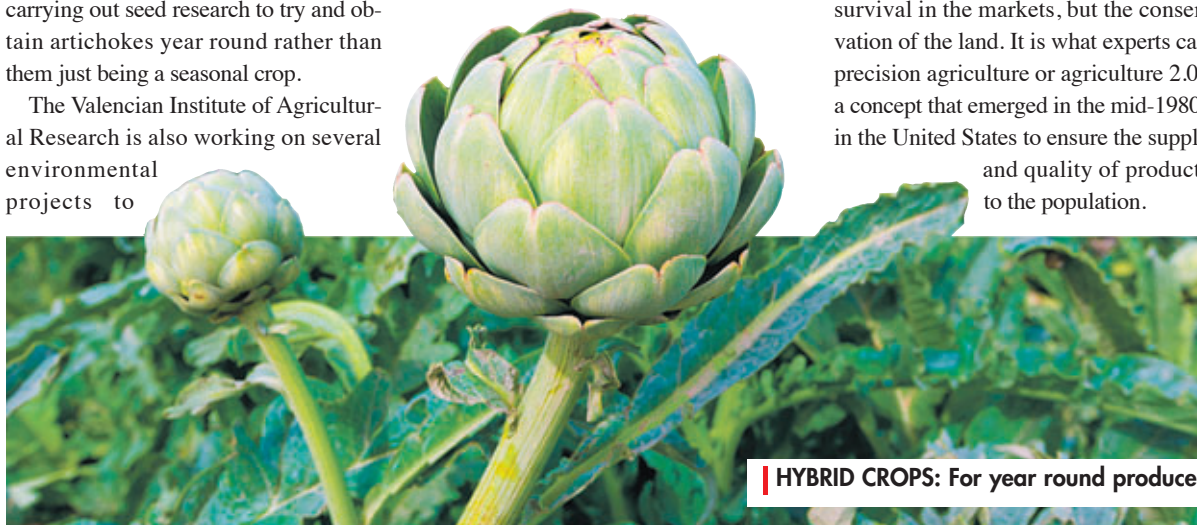 carrying out seed research to try and ob-
tain artichokes year round rather than
them just being a seasonal crop.
The Valencian Institute of Agricultur-
al Research is also working on several
environmental
projects to
survival in the markets, but the conser
vation of the land. It is what experts ca
precision agriculture or agriculture 2.0
a concept that emerged in the mid-1980
in the United States to ensure the suppl
and quality of product
to the population.
HYBRID CROPS: For year round produce